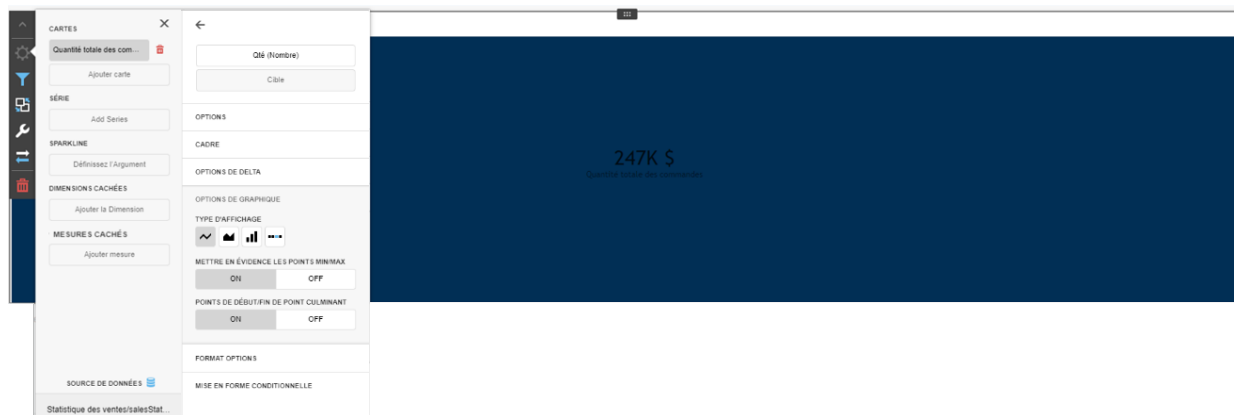 CARTES
Quantité totale des com...
Ajouter carte
SÉRIE
Add Series
SPARKLINE
Définissez l'Argument
DIMENSIONS CACHÉES
Ajouter la Dimension
MESURES CACHÉS
Ajouter mesure
SOURCE DE DONNÉES
Statistique des ventes/salesStat...
Qté (Nombre)
Cible
OPTIONS
CADRE
OPTIONS DE DELTA
OPTIONS DE GRAPHIQUE
TYPE D'AFFICHAGE
METTRE EN ÉVIDENCE LES POINTS MIN/MAX
ON OFF
POINTS DE DÉBUT/FIN DE POINT CULMINANT
ON OFF
FORMAT OPTIONS
MISE EN FORME CONDITIONNELLE
247K $
Quantité totale des commandes